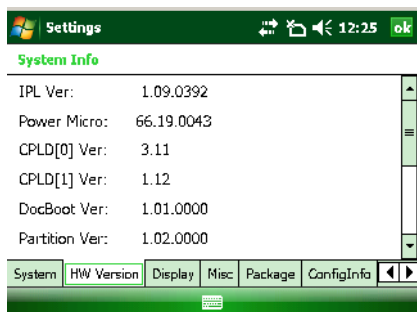 Settings 12:25 ok
System Info
IPL Ver: 1.09.0392
Power Micro: 66.19.0043
CPLD[0] Ver: 3.11
CPLD[1] Ver: 1.12
DocBoot Ver: 1.01.0000
Partition Ver: 1.02.0000
System HW Version Display Misc Package ConfigInfo